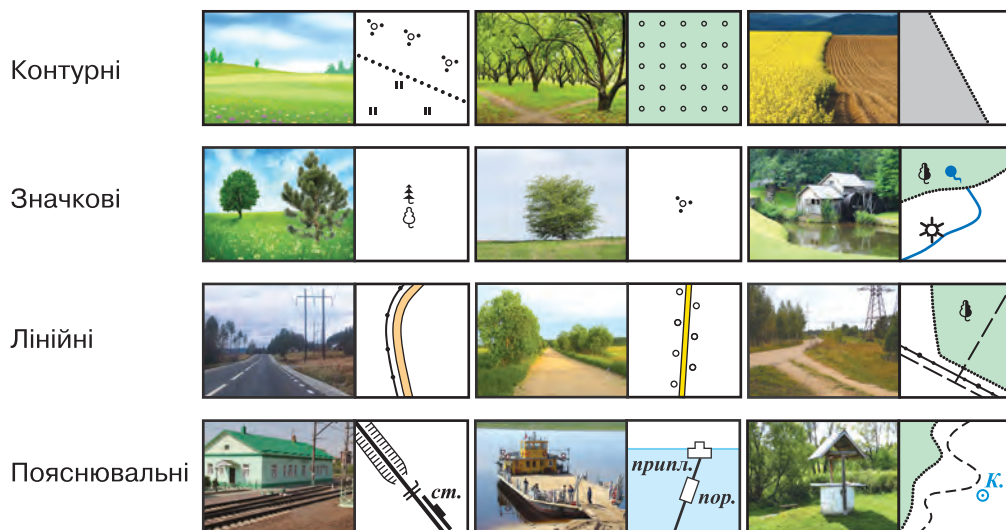 Контурні
Значкові
Лінійні
Пояснювальні
ст.
припл.
пор.
К.